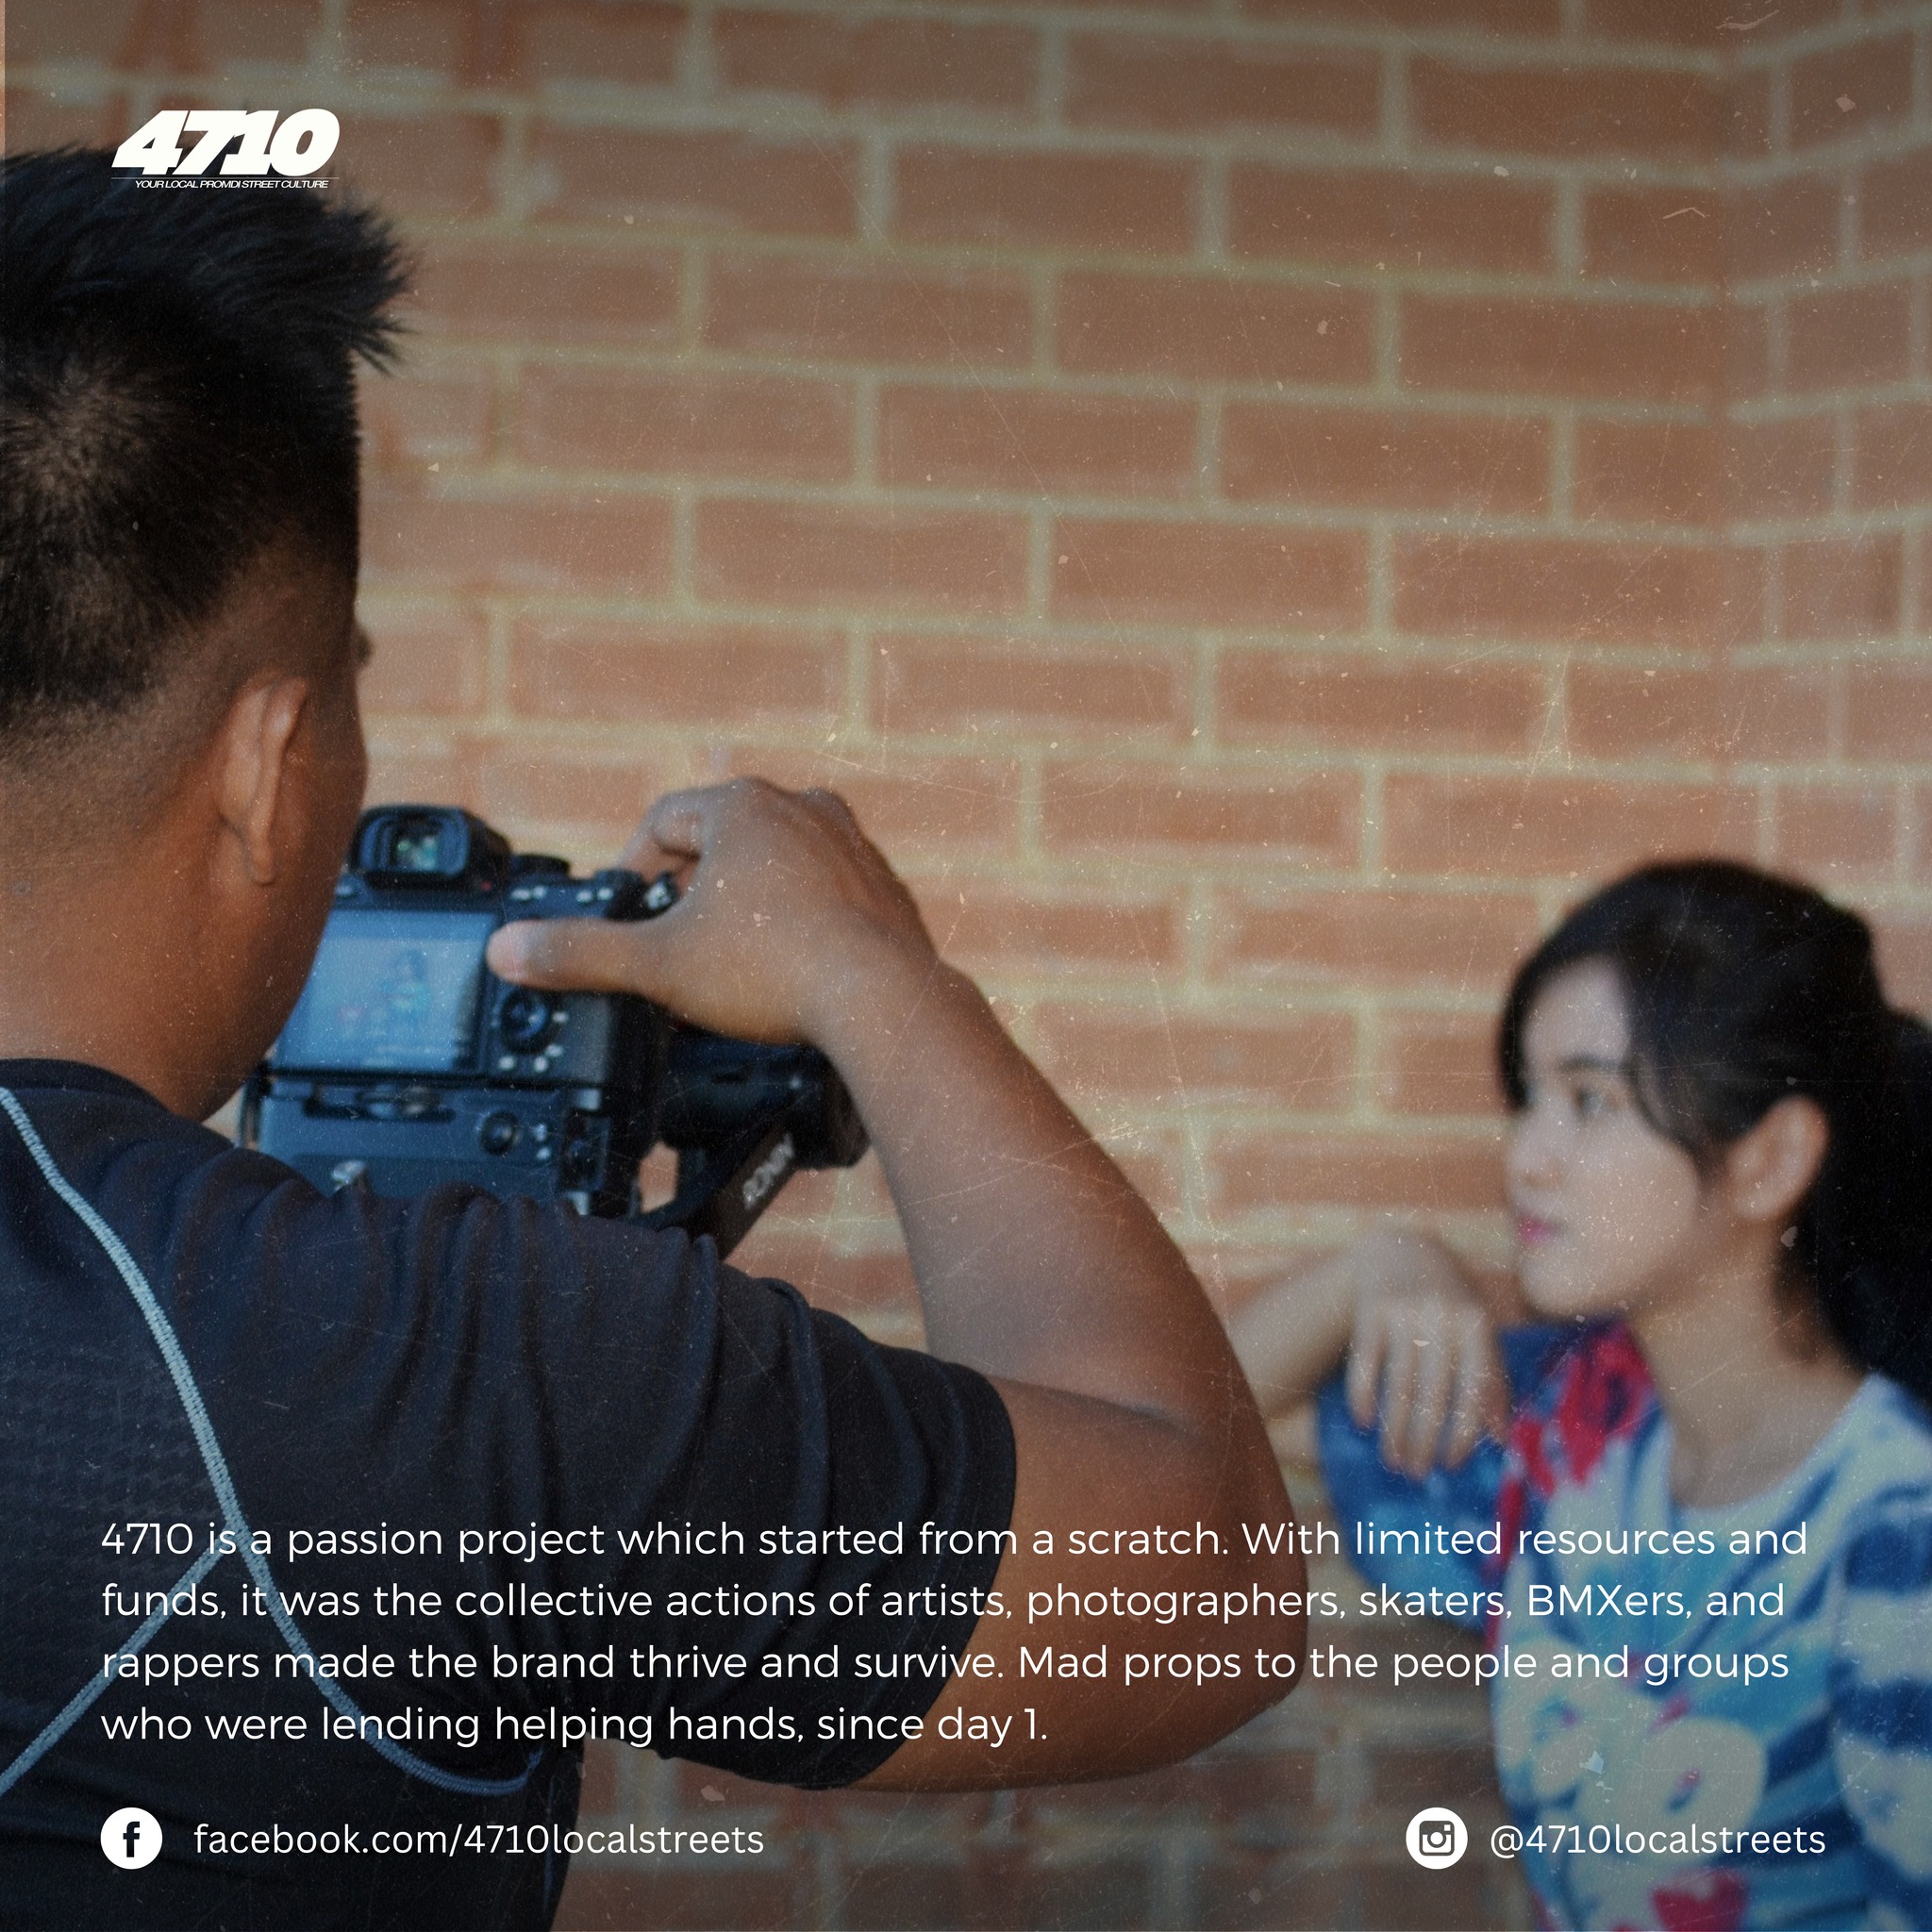 4710
YOUR LOCAL PROMDI STREET CULTURE
RONIN
4710 is a passion project which started from a scratch. With limited resources and
funds, it was the collective actions of artists, photographers, skaters, BMXers, and
rappers made the brand thrive and survive. Mad props to the people and groups
who were lending helping hands, since day 1.
facebook.com/4710localstreets
@4710localstreets